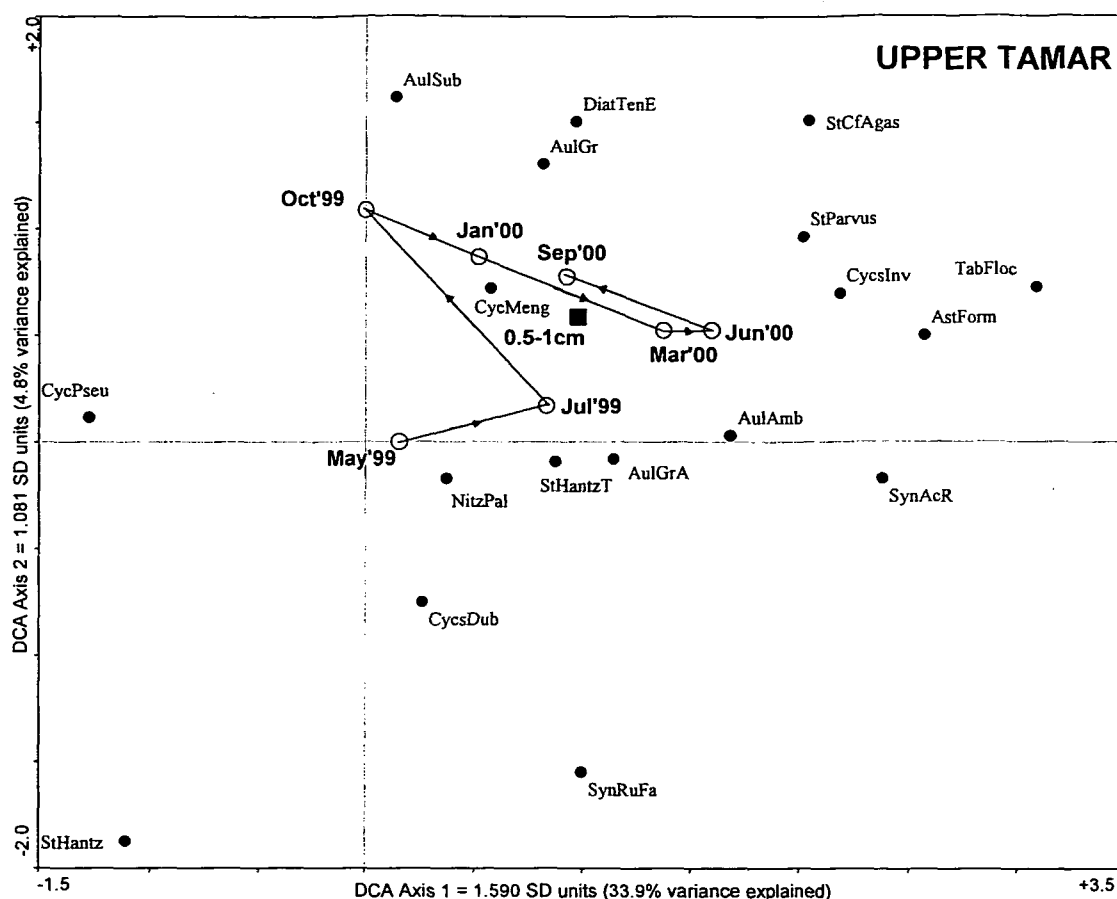 +2.0
UPPER TAMAR
AulSub
DiatTenE
StCfAgas
AulGr
Oct'99
Jan'00
StParvus
Sep'00
CycsInv
TabFloc
CycMeng
0.5-1cm
AstForm
Mar'00
Jun'00
CycPseu
Jul'99
AulAmb
May'99
NitzPal
StHantzT
AulGrA
SynAcR
CycsDub
SynRuFa
StHantz
DCA Axis 2 = 1.081 SD units (4.8% variance explained)
-2.0
-1.5
DCA Axis 1 = 1.590 SD units (33.9% variance explained)
+3.5